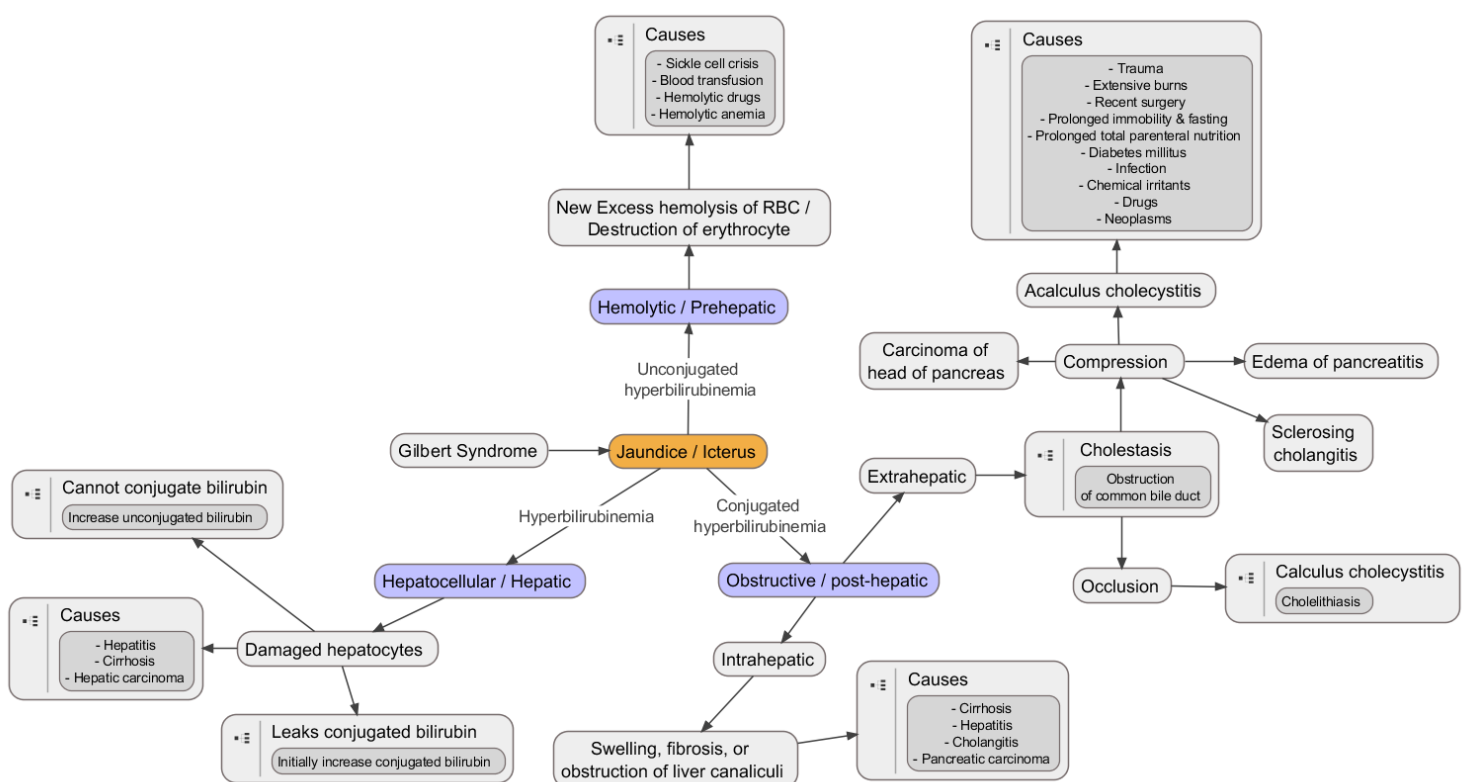 Causes
- Sickle cell crisis
- Blood transfusion
- Hemolytic drugs
- Hemolytic anemia
Causes
- Trauma
- Extensive burns
- Recent surgery
- Prolonged immobility & fasting
- Prolonged total parenteral nutrition
- Diabetes millitus
- Infection
- Chemical irritants
- Drugs
- Neoplasms
New Excess hemolysis of RBC /
Destruction of erythrocyte
Hemolytic / Prehepatic
Acalculus cholecystitis
Unconjugated
hyperbilirubinemia
Carcinoma of
head of pancreas
Compression
Edema of pancreatitis
Sclerosing
cholangitis
Gilbert Syndrome
Jaundice / Icterus
Extrahepatic
Cholestasis
Obstruction
of common bile duct
Cannot conjugate bilirubin
Increase unconjugated bilirubin
Hyperbilirubinemia
Conjugated
hyperbilirubinemia
Hepatocellular / Hepatic
Obstructive / post-hepatic
Occlusion
Calculus cholecystitis
Cholelithiasis
Causes
- Hepatitis
- Cirrhosis
- Hepatic carcinoma
Damaged hepatocytes
Intrahepatic
Leaks conjugated bilirubin
Initially increase conjugated bilirubin
Swelling, fibrosis, or
obstruction of liver canaliculi
Causes
- Cirrhosis
- Hepatitis
- Cholangitis
- Pancreatic carcinoma